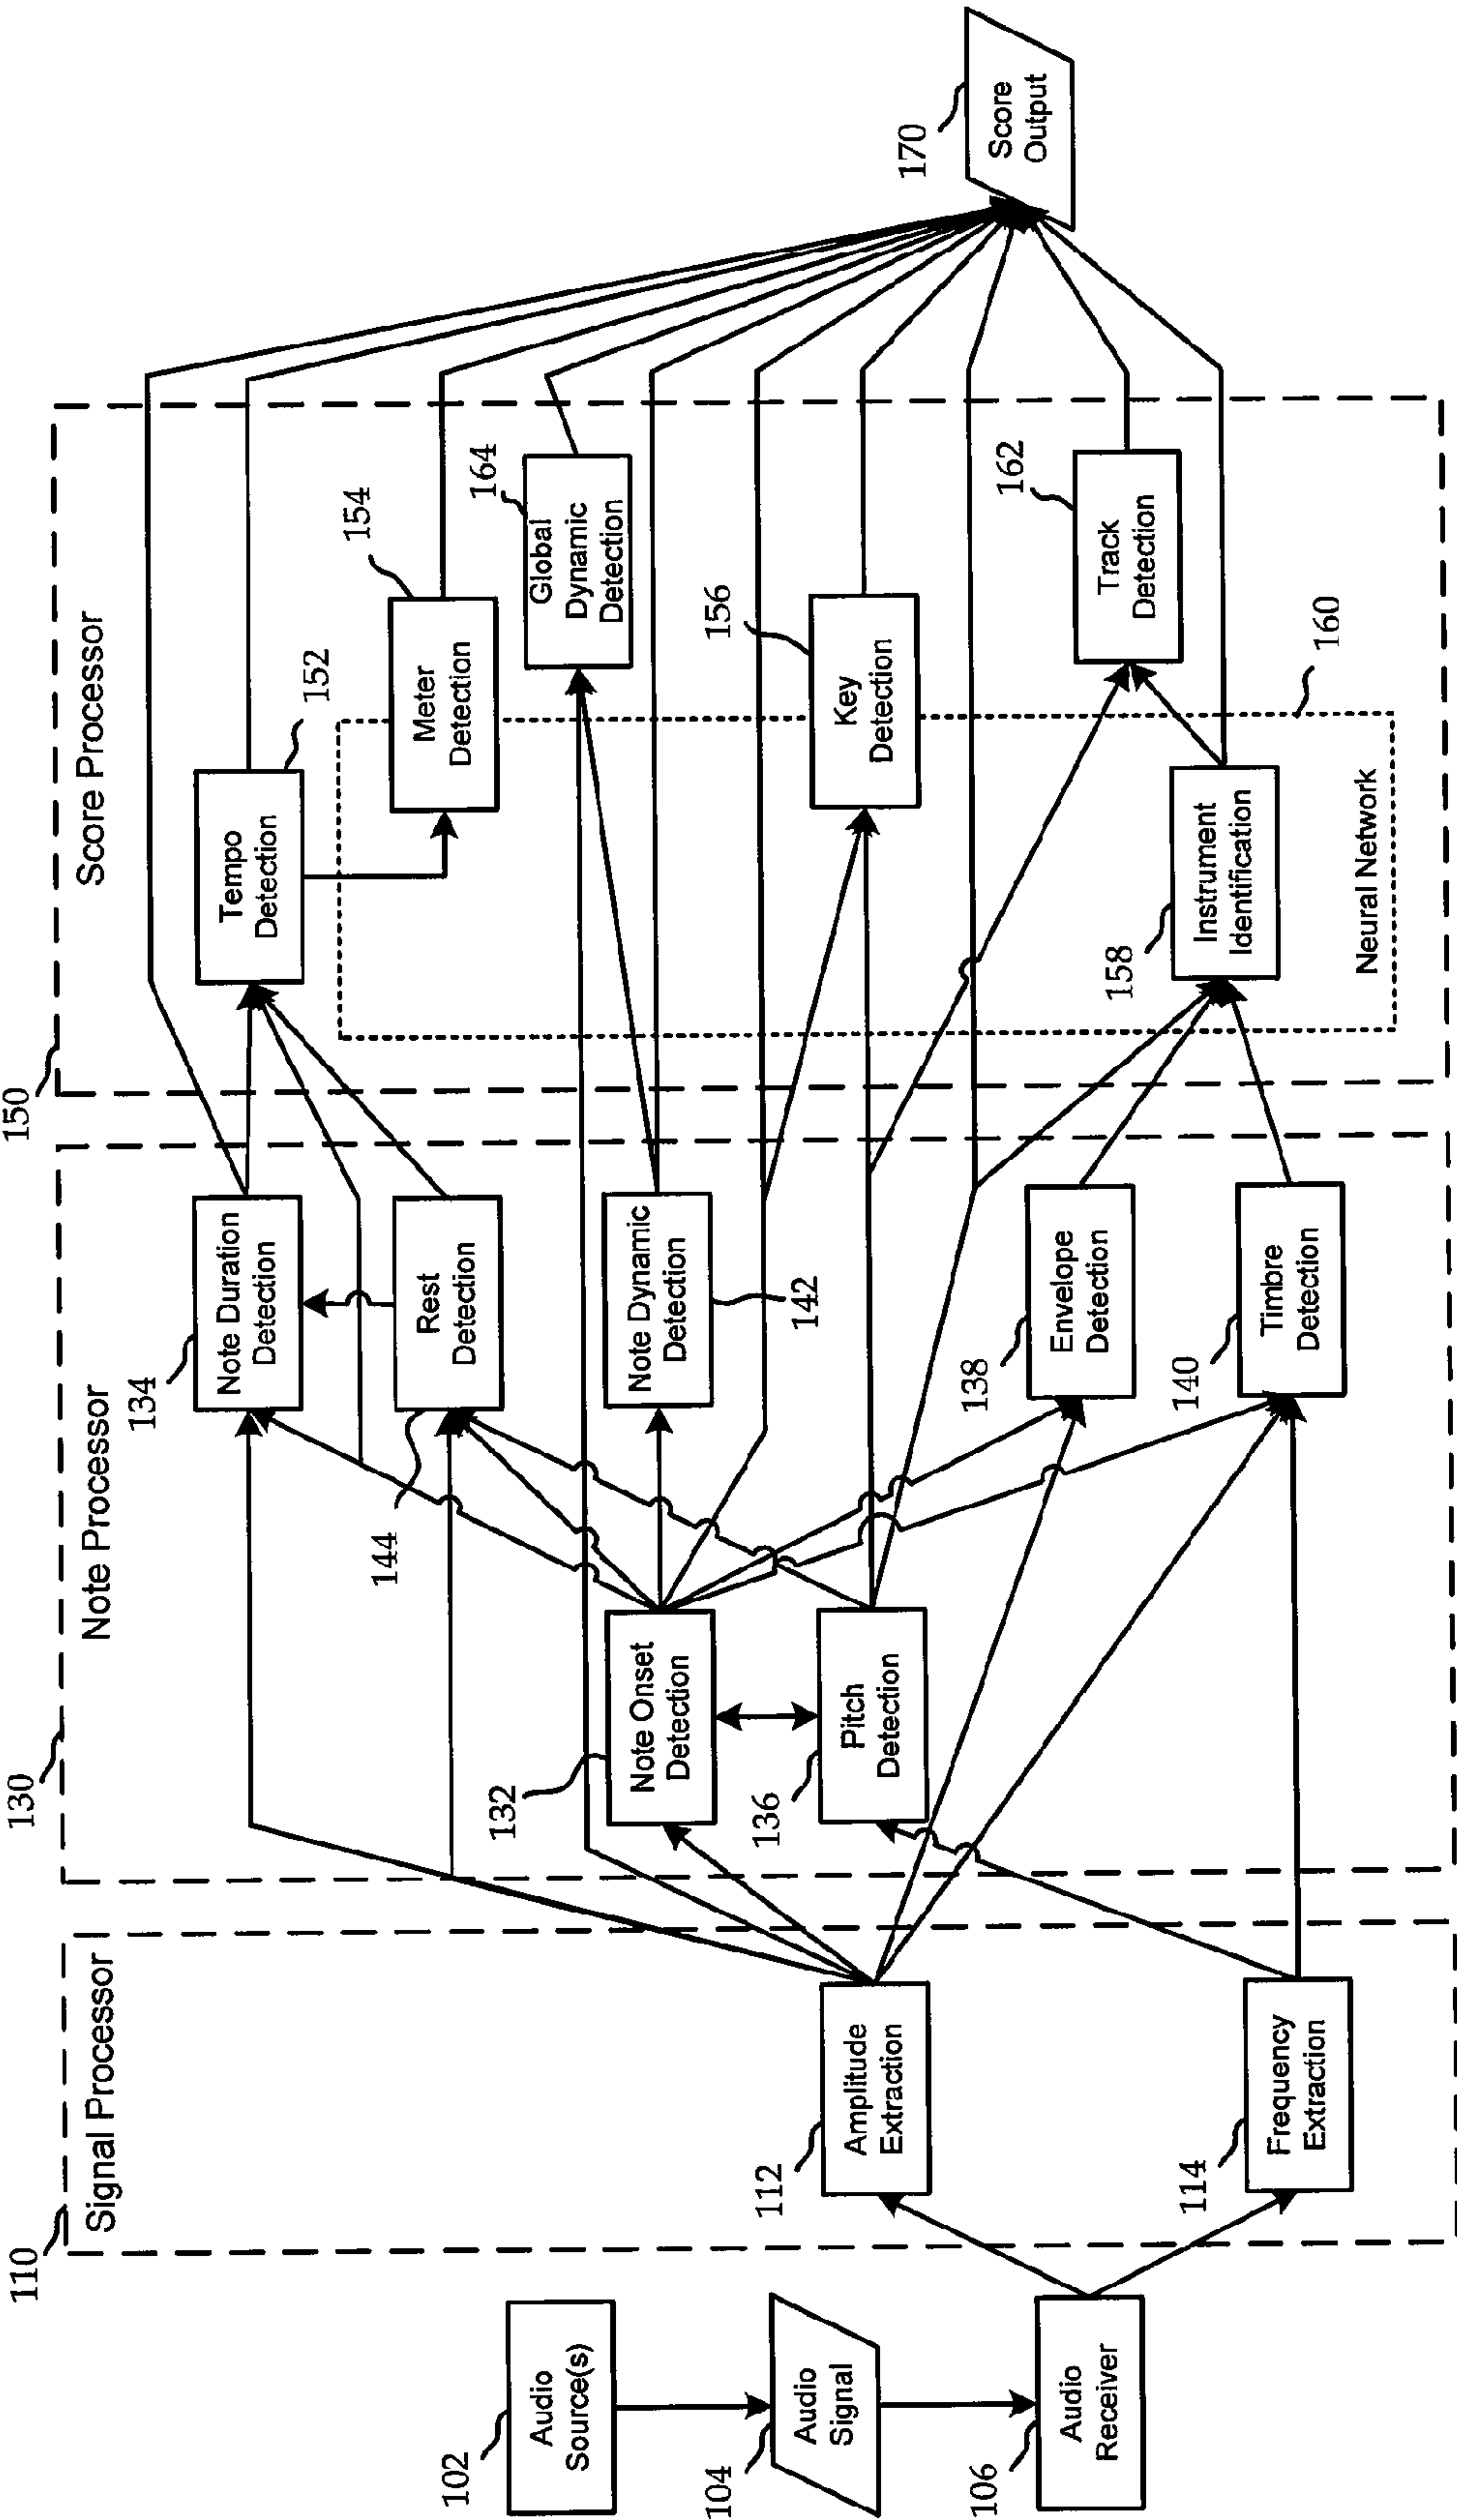 110
Signal Processor
130
Note Processor
150
Score Processor
102
Audio
Source(s)
104
Audio
Signal
106
Audio
Receiver
112
Amplitude
Extraction
114
Frequency
Extraction
134
Note Duration
Detection
144
Rest
Detection
132
Note Onset
Detection
Note Dynamic
Detection
142
136
Pitch
Detection
138
Envelope
Detection
140
Timbre
Detection
Tempo
Detection
152
Meter
Detection
154
Global
Dynamic
Detection
164
Key
Detection
156
158
Instrument
Identification
Neural Network
160
Track
Detection
162
170
Score
Output